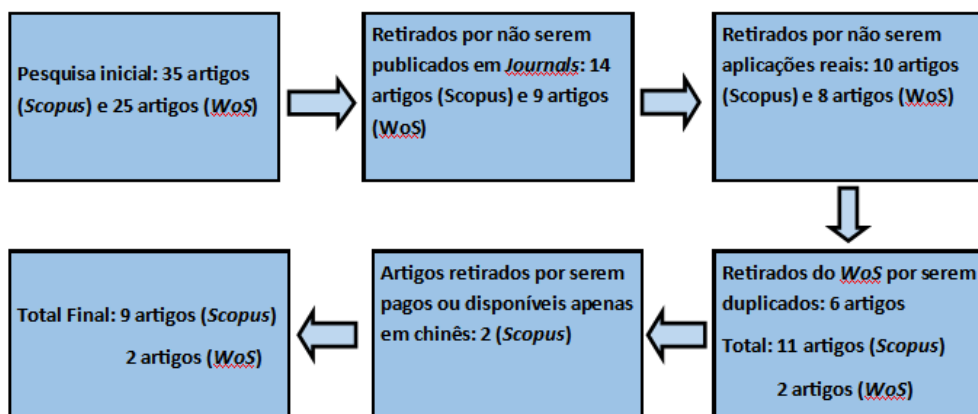 Pesquisa inicial: 35 artigos
(Scopus) e 25 artigos (WoS)
Retirados por não serem
publicados em Journals: 14
artigos (Scopus) e 9 artigos
(WoS)
Retirados por não serem
aplicações reais: 10 artigos
(Scopus) e 8 artigos (WoS)
Retirados do WoS por serem
duplicados: 6 artigos
Total: 11 artigos (Scopus)
2 artigos (WoS)
Artigos retirados por serem
pagos ou disponíveis apenas
em chinês: 2 (Scopus)
Total Final: 9 artigos (Scopus)
2 artigos (WoS)